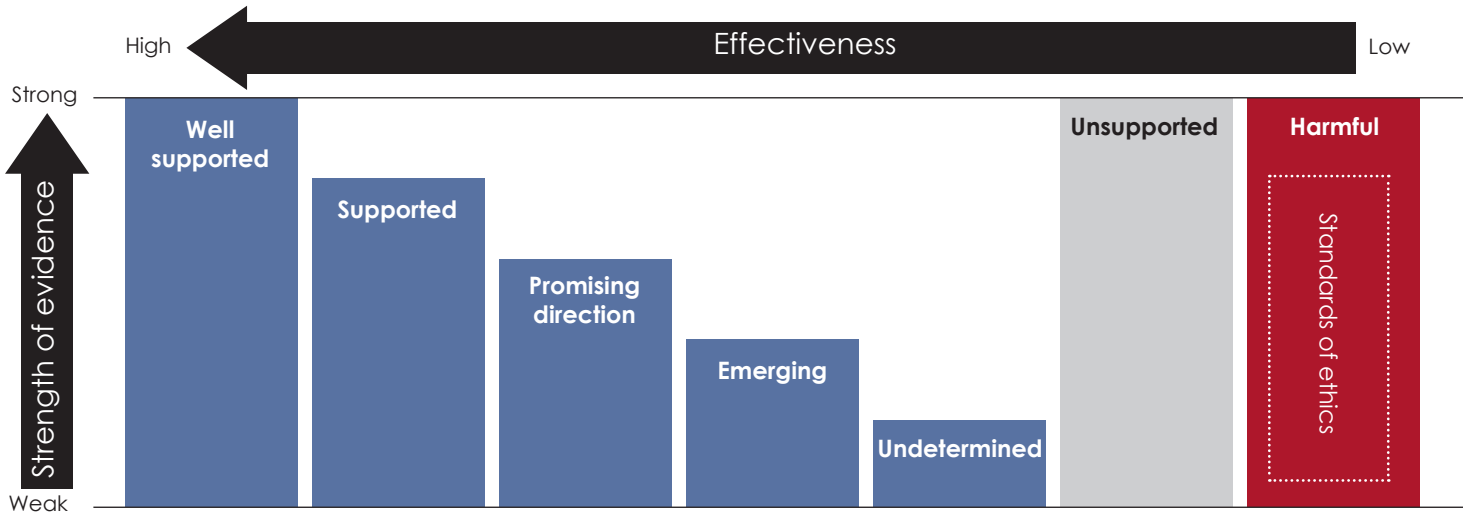 High
Effectiveness
Low
Strong
Strength of evidence
Weak
Well
supported
Supported
Promising
direction
Emerging
Undetermined
Unsupported
Harmful
Standards of ethics